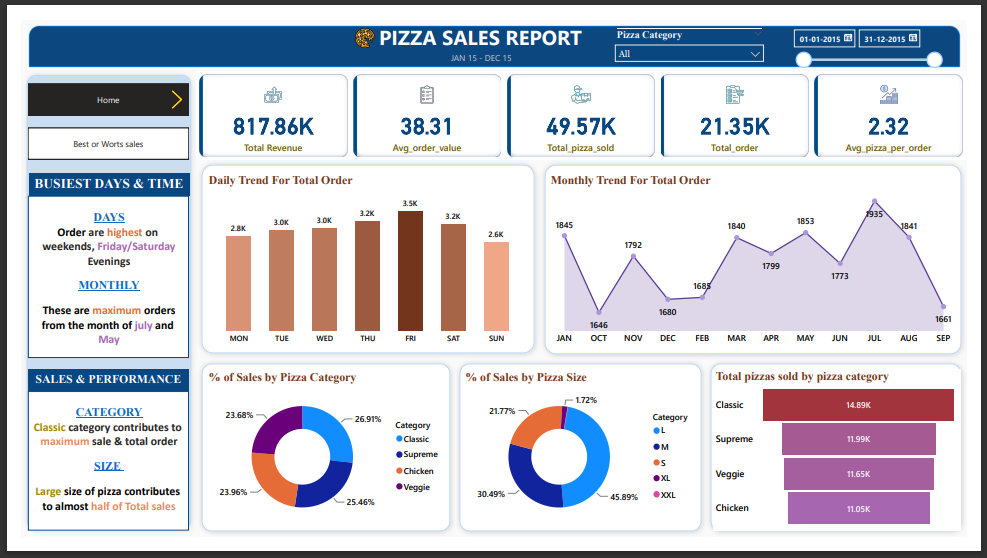 PIZZA SALES REPORT
JAN 15 - DEC 15
Pizza Category
All
01-01-2015
31-12-2015
Home
Best or Worts sales
BUSIEST DAYS & TIME
DAYS
Order are highest on
weekends, Friday/Saturday
Evenings
MONTHLY
These are maximum orders
from the month of july and
May
SALES & PERFORMANCE
CATEGORY
Classic category contributes to
maximum sale & total order
SIZE
Large size of pizza contributes
to almost half of Total sales
817.86K
Total Revenue
38.31
Avg_order_value
49.57K
Total_pizza_sold
21.35K
Total_order
2.32
Avg_pizza_per_order
Daily Trend For Total Order
2.8K
3.0K
3.0K
3.2K
3.5K
3.2K
2.6K
MON
TUE
WED
THU
FRI
SAT
SUN
Monthly Trend For Total Order
1845
1646
1792
1680
1685
1840
1799
1853
1773
1935
1841
1661
JAN
OCT
NOV
DEC
FEB
MAR
APR
MAY
JUN
JUL
AUG
SEP
% of Sales by Pizza Category
26.91%
25.46%
23.96%
23.68%
Category
Classic
Supreme
Chicken
Veggie
% of Sales by Pizza Size
1.72%
45.89%
30.49%
21.77%
Category
L
M
S
XL
XXL
Total pizzas sold by pizza category
Classic
14.89K
Supreme
11.99K
Veggie
11.65K
Chicken
11.05K